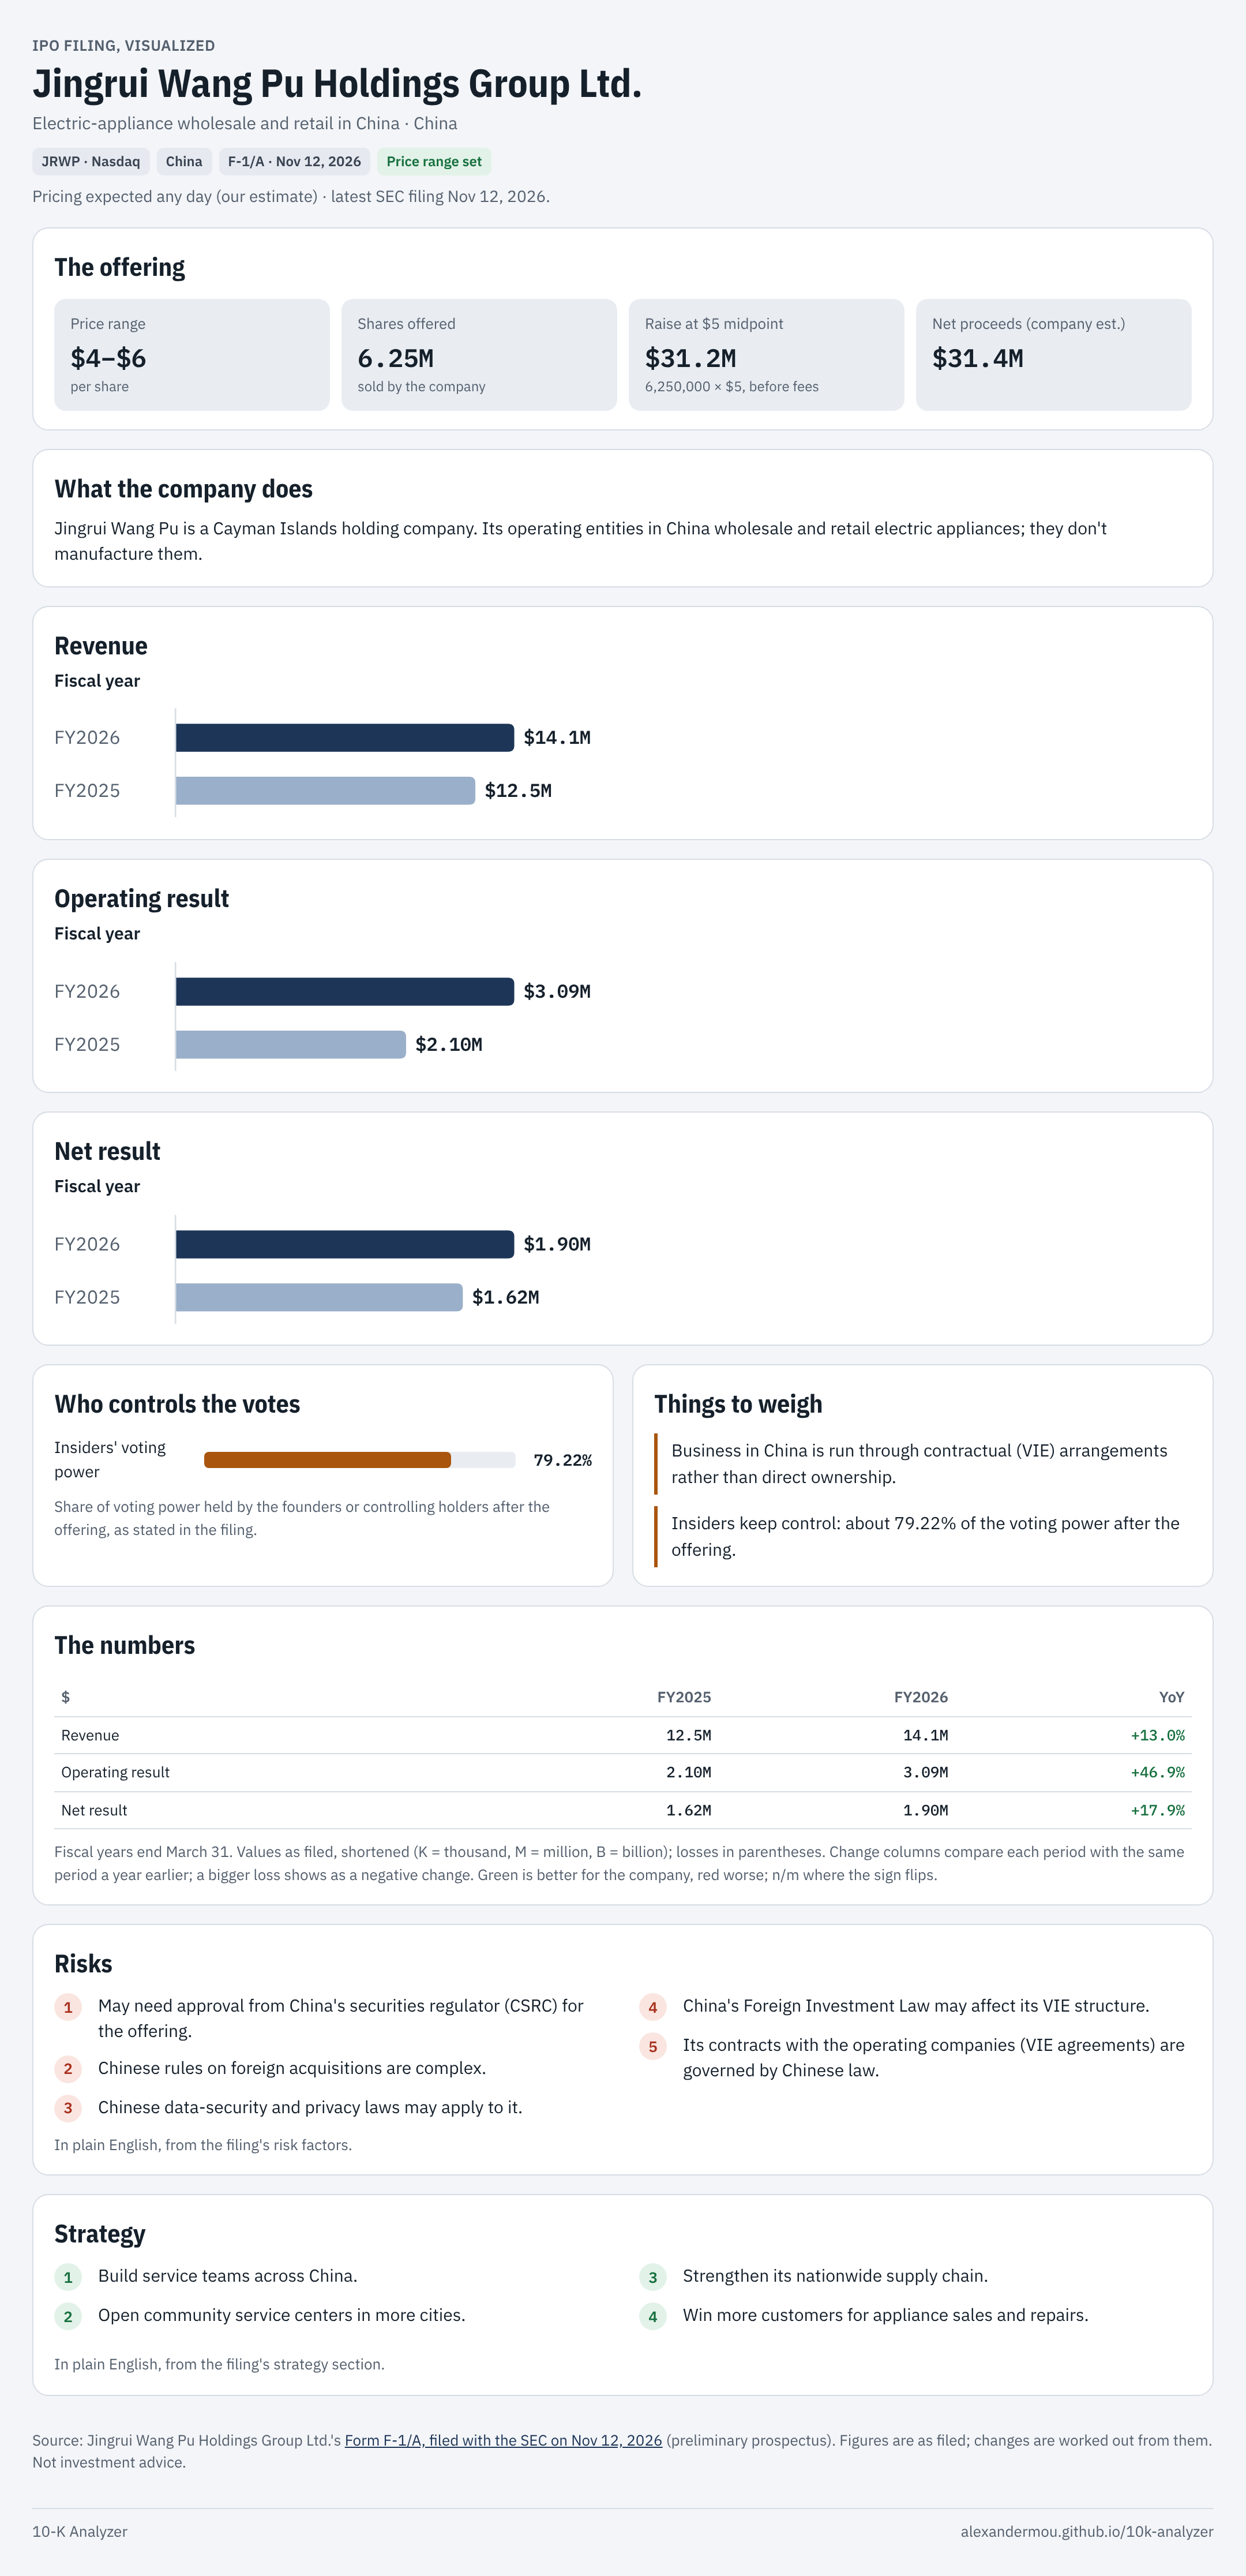 IPO FILING, VISUALIZED
Jingrui Wang Pu Holdings Group Ltd.
Electric-appliance wholesale and retail in China · China
JRWP · Nasdaq
China
F-1/A · Nov 12, 2026
Price range set
Pricing expected any day (our estimate) · latest SEC filing Nov 12, 2026.
The offering
Price range
$4–$6
per share
Shares offered
6.25M
sold by the company
Raise at $5 midpoint
$31.2M
6,250,000 × $5, before fees
Net proceeds (company est.)
$31.4M
What the company does
Jingrui Wang Pu is a Cayman Islands holding company. Its operating entities in China wholesale and retail electric appliances; they don't
manufacture them.
Revenue
Fiscal year
FY2026 $14.1M
FY2025 $12.5M
Operating result
Fiscal year
FY2026 $3.09M
FY2025 $2.10M
Net result
Fiscal year
FY2026 $1.90M
FY2025 $1.62M
Who controls the votes
Insiders' voting
power
79.22%
Share of voting power held by the founders or controlling holders after the
offering, as stated in the filing.
Things to weigh
Business in China is run through contractual (VIE) arrangements
rather than direct ownership.
Insiders keep control: about 79.22% of the voting power after the
offering.
The numbers
$ FY2025 FY2026 YoY
Revenue 12.5M 14.1M +13.0%
Operating result 2.10M 3.09M +46.9%
Net result 1.62M 1.90M +17.9%
Fiscal years end March 31. Values as filed, shortened (K = thousand, M = million, B = billion); losses in parentheses. Change columns compare each period with the same
period a year earlier; a bigger loss shows as a negative change. Green is better for the company, red worse; n/m where the sign flips.
Risks
1 May need approval from China's securities regulator (CSRC) for
the offering.
2 Chinese rules on foreign acquisitions are complex.
3 Chinese data-security and privacy laws may apply to it.
4 China's Foreign Investment Law may affect its VIE structure.
5 Its contracts with the operating companies (VIE agreements) are
governed by Chinese law.
In plain English, from the filing's risk factors.
Strategy
1 Build service teams across China.
2 Open community service centers in more cities.
3 Strengthen its nationwide supply chain.
4 Win more customers for appliance sales and repairs.
In plain English, from the filing's strategy section.
Source: Jingrui Wang Pu Holdings Group Ltd.'s Form F-1/A, filed with the SEC on Nov 12, 2026 (preliminary prospectus). Figures are as filed; changes are worked out from them.
Not investment advice.
10-K Analyzer
alexandermou.github.io/10k-analyzer